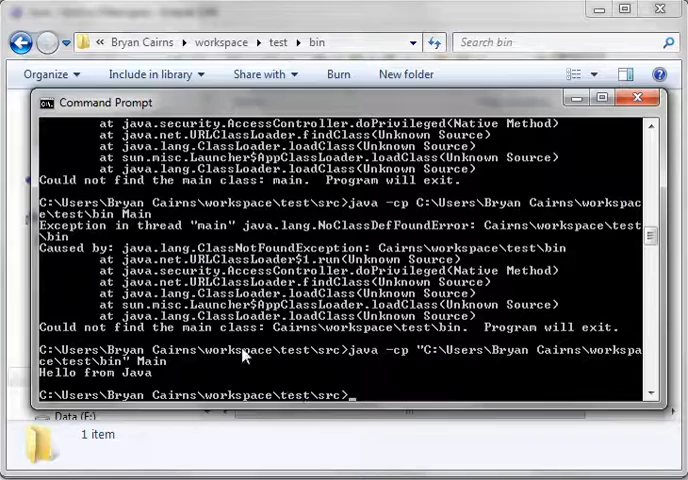 Bryan Cairns
workspace
test
bin
Search bin
Organize
Include in library
Share with
Burn
New folder
Command Prompt
at java.security.AccessController.doPrivileged(Native Method)
at java.net.URLClassLoader.findClass(Unknown Source)
at java.lang.ClassLoader.loadClass(Unknown Source)
at sun.misc.Launcher$AppClassLoader.loadClass(Unknown Source)
at java.lang.ClassLoader.loadClass(Unknown Source)
Could not find the main class: main.  Program will exit.
C:\Users\Bryan Cairns\workspace\test\src>java -cp C:\Users\Bryan Cairns\workspac
e\test\bin Main
Exception in thread "main" java.lang.NoClassDefFoundError: Cairns\workspace\test
\bin
Caused by: java.lang.ClassNotFoundException: Cairns\workspace\test\bin
at java.net.URLClassLoader$1.run(Unknown Source)
at java.security.AccessController.doPrivileged(Native Method)
at java.net.URLClassLoader.findClass(Unknown Source)
at java.lang.ClassLoader.loadClass(Unknown Source)
at sun.misc.Launcher$AppClassLoader.loadClass(Unknown Source)
at java.lang.ClassLoader.loadClass(Unknown Source)
Could not find the main class: Cairns\workspace\test\bin.  Program will exit.
C:\Users\Bryan Cairns\workspace\test\src>java -cp "C:\Users\Bryan Cairns\workspa
ce\test\bin" Main
Hello from Java
C:\Users\Bryan Cairns\workspace\test\src>_
Data (F:)
1 item